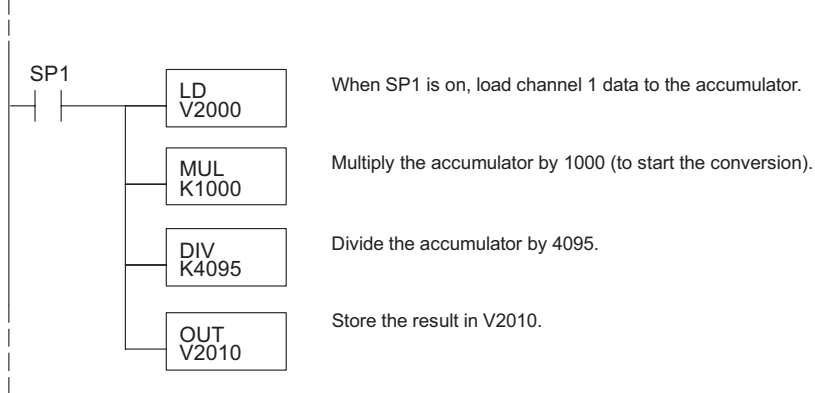 SP1
LD
V2000
When SP1 is on, load channel 1 data to the accumulator.
MUL
K1000
Multiply the accumulator by 1000 (to start the conversion).
DIV
K4095
Divide the accumulator by 4095.
OUT
V2010
Store the result in V2010.